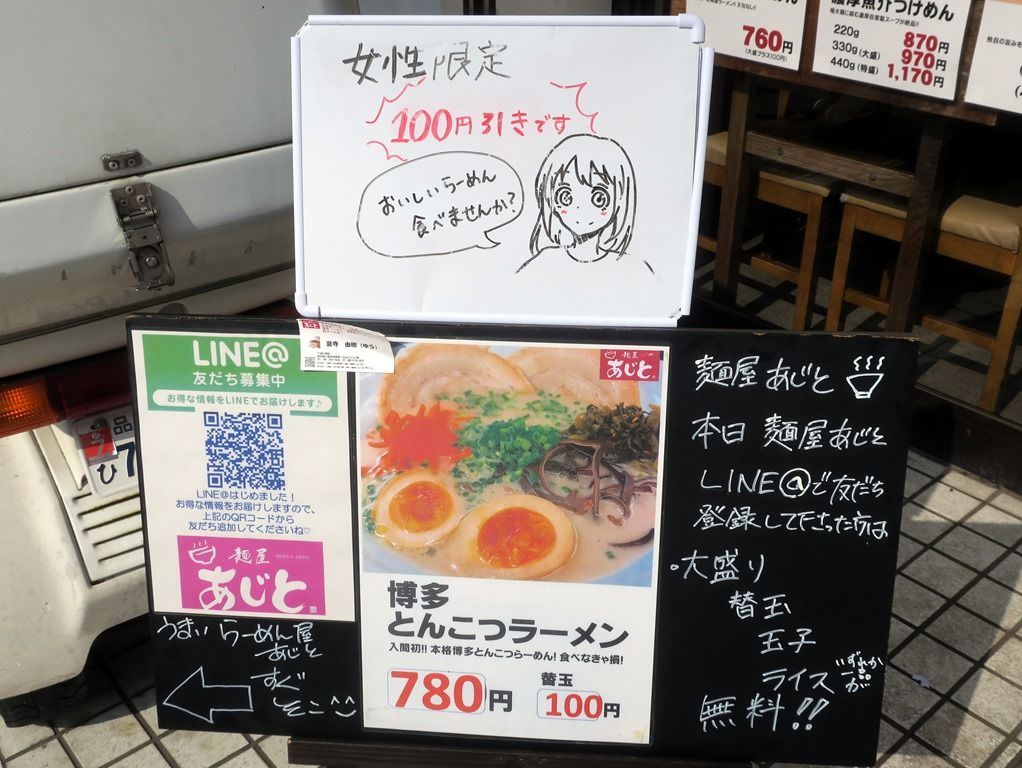 女性限定
100円引きです
おいしいらーめん
食べませんか?
760円
(大盛プラス100円)
濃厚魚介つけめん
220g 870円
330g(大盛) 970円
440g(特盛) 1,170円
LINE@
友だち募集中
お得な情報をLINEでお届けします♪
LINE@はじめました!
お得な情報をお届けしますので、
上記のQRコードから
友だち追加してくださいね♡
麺屋
あじと
うまい らーめん屋
あじと
すぐ
そこ^^
麺屋
あじと
博多
とんこつラーメン
入間初!!本格博多とんこつらーめん!食べなきゃ損!
780円
替玉
100円
麺屋 あじと
本日 麺屋あじと
LINE@で友だち
登録して下さった方は
・大盛り
替玉
玉子
ライス いずれかが
無料!!